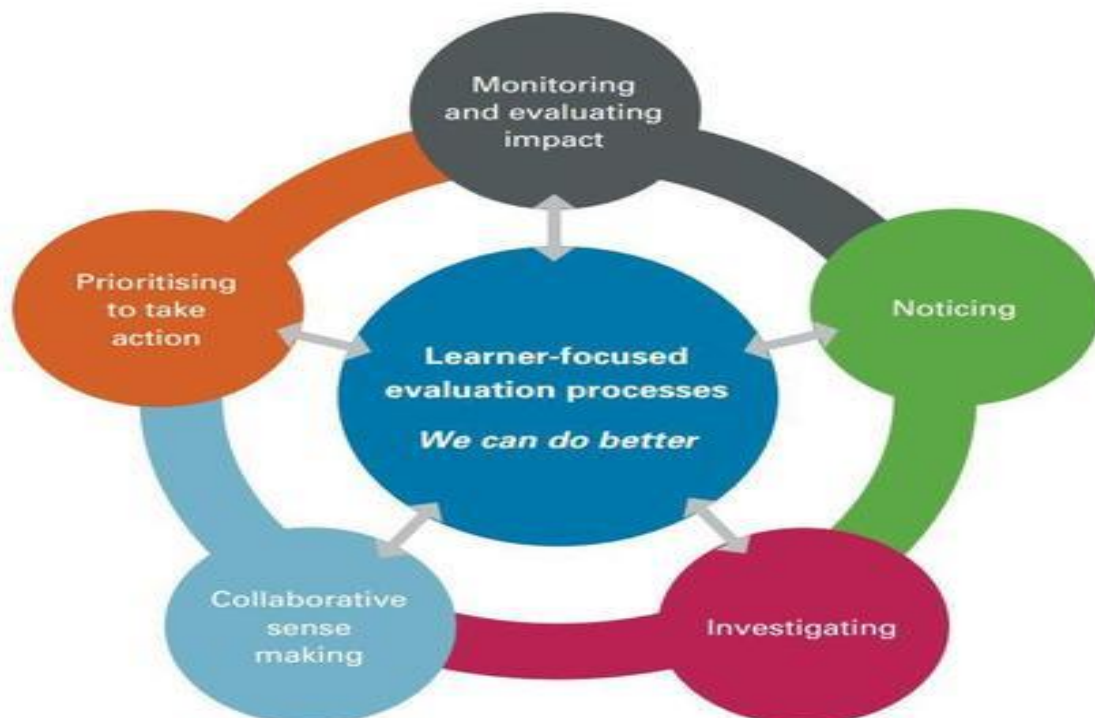 Monitoring
and evaluating
impact
Noticing
Investigating
Collaborative
sense
making
Prioritising
to take
action
Learner-focused
evaluation processes
We can do better